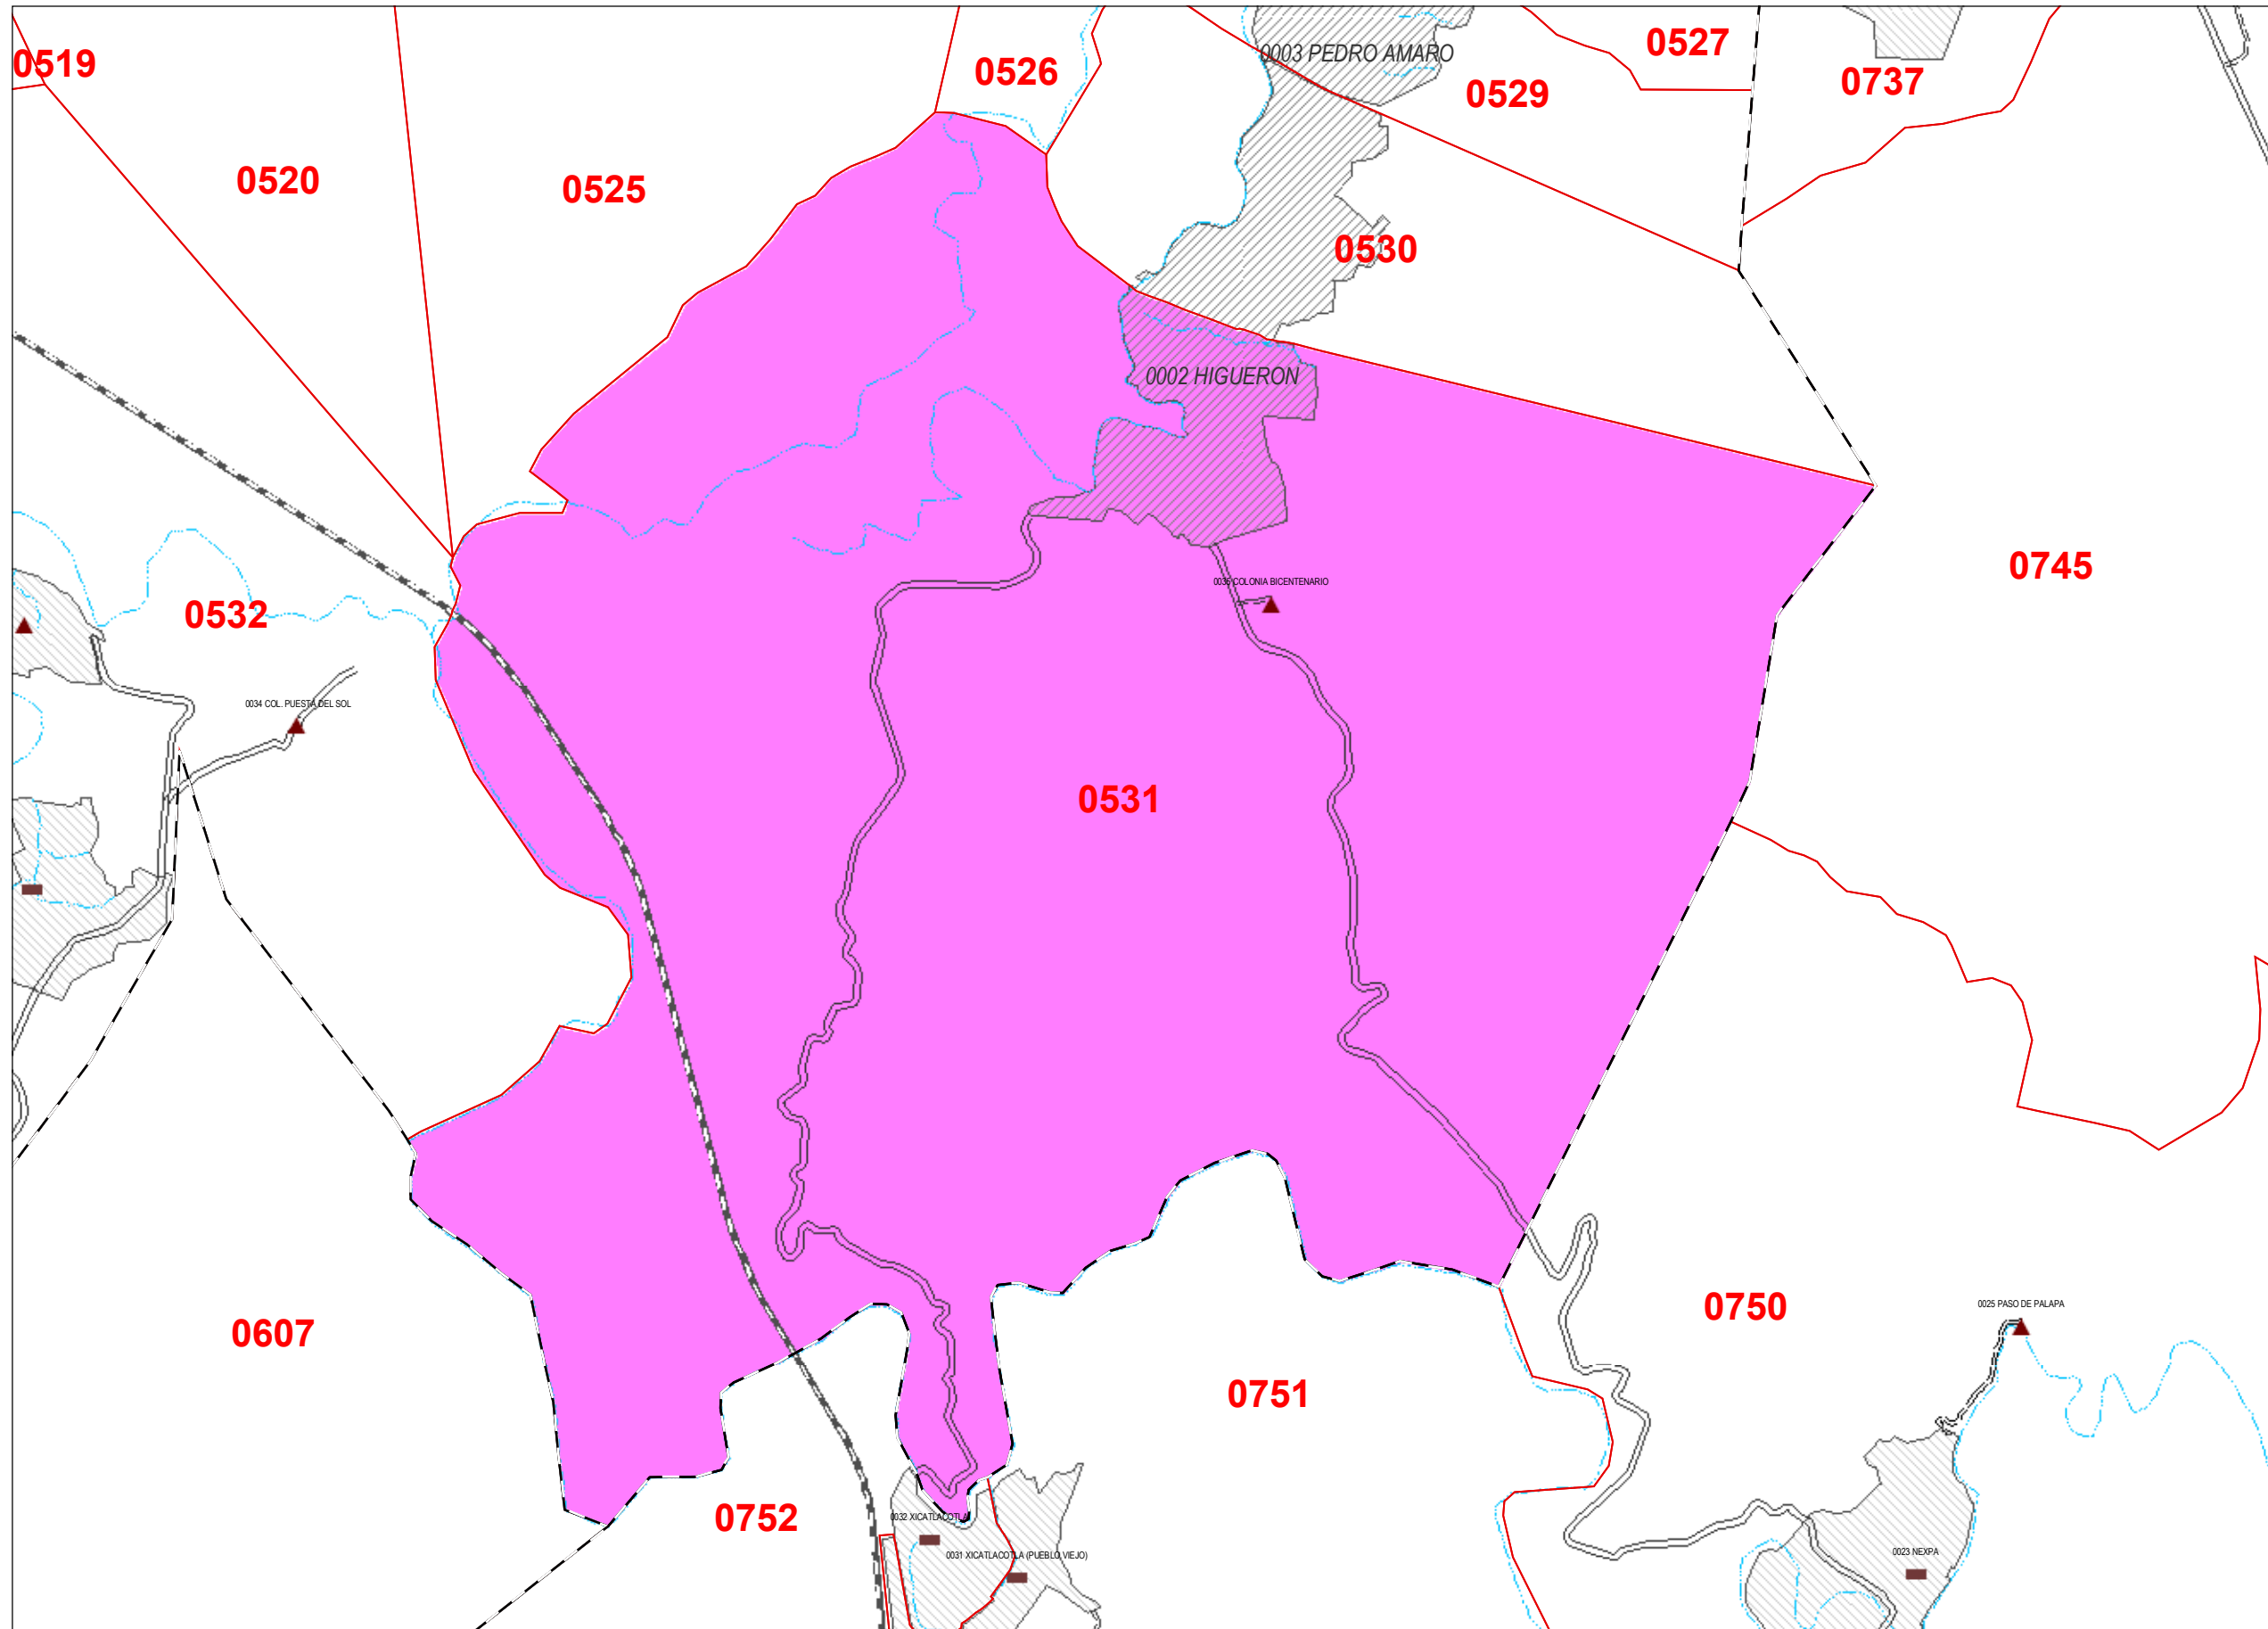 0527
0003 PEDRO AMARO
0519
0526
0737
0529
0520
0525
0530
0002 HIGUERON
0745
0035 COLONIA BICENTENARIO
0532
0034 COL. PUESTA DEL SOL
0531
0025 PASO DE PALAPA
0750
0607
0751
0752
0032 XICATLACOTLA
0023 NEXPA
0031 XICATLACOTLA (PUEBLO VIEJO)